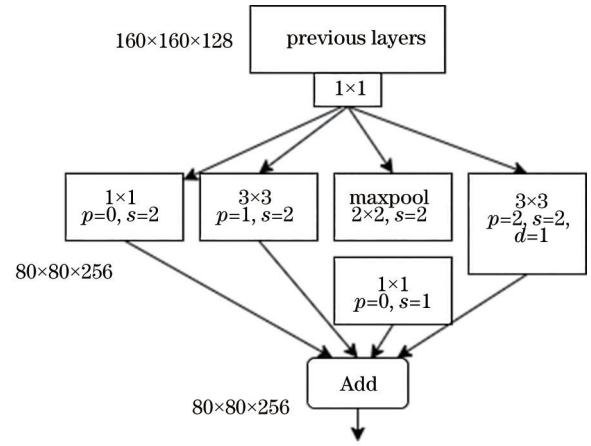 160×160×128
previous layers
1×1
1×1
p=0, s=2
3×3
p=1, s=2
maxpool
2×2, s=2
3×3
p=2, s=2,
d=1
80×80×256
1×1
p=0, s=1
Add
80×80×256